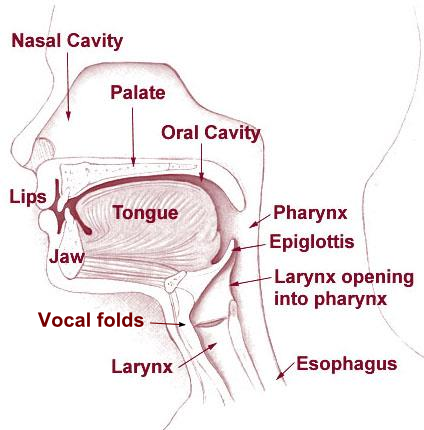 Nasal Cavity
Palate
Oral Cavity
Lips
Tongue
Pharynx
Epiglottis
Jaw
Larynx opening
into pharynx
Vocal folds
Larynx
Esophagus